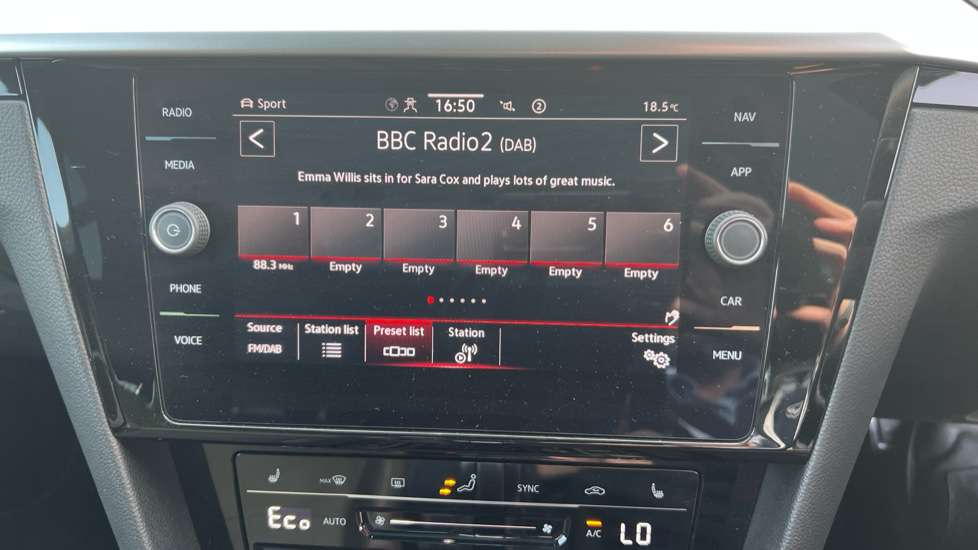 RADIO
MEDIA
PHONE
VOICE
Sport 16:50 2 18.5°C
< BBC Radio2 (DAB) >
Emma Willis sits in for Sara Cox and plays lots of great music.
1 2 3 4 5 6
88.3 MHz Empty Empty Empty Empty Empty
Source Station list Preset list Station Settings
FM/DAB
NAV
APP
CAR
MENU
MAX SYNC
Eco AUTO A/C LO